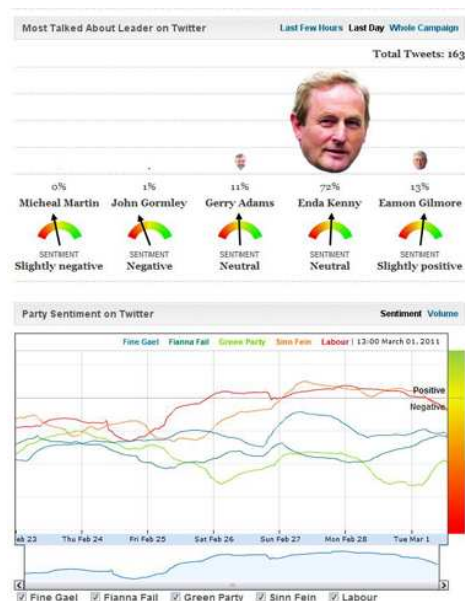 Most Talked About Leader on Twitter Last Few Hours Last Day Whole Campaign
Total Tweets: 163
0% 1% 11% 72% 13%
Micheal Martin John Gormley Gerry Adams Enda Kenny Eamon Gilmore
SENTIMENT SENTIMENT SENTIMENT SENTIMENT SENTIMENT
Slightly negative Negative Neutral Neutral Slightly positive
Party Sentiment on Twitter Sentiment Volume
Fine Gael Fianna Fail Green Party Sinn Fein Labour | 13:00 March 01, 2011
Positive
Negative
eb 23 Thu Feb 24 Fri Feb 25 Sat Feb 26 Sun Feb 27 Mon Feb 28 Tue Mar 1
Fine Gael Fianna Fail Green Party Sinn Fein Labour